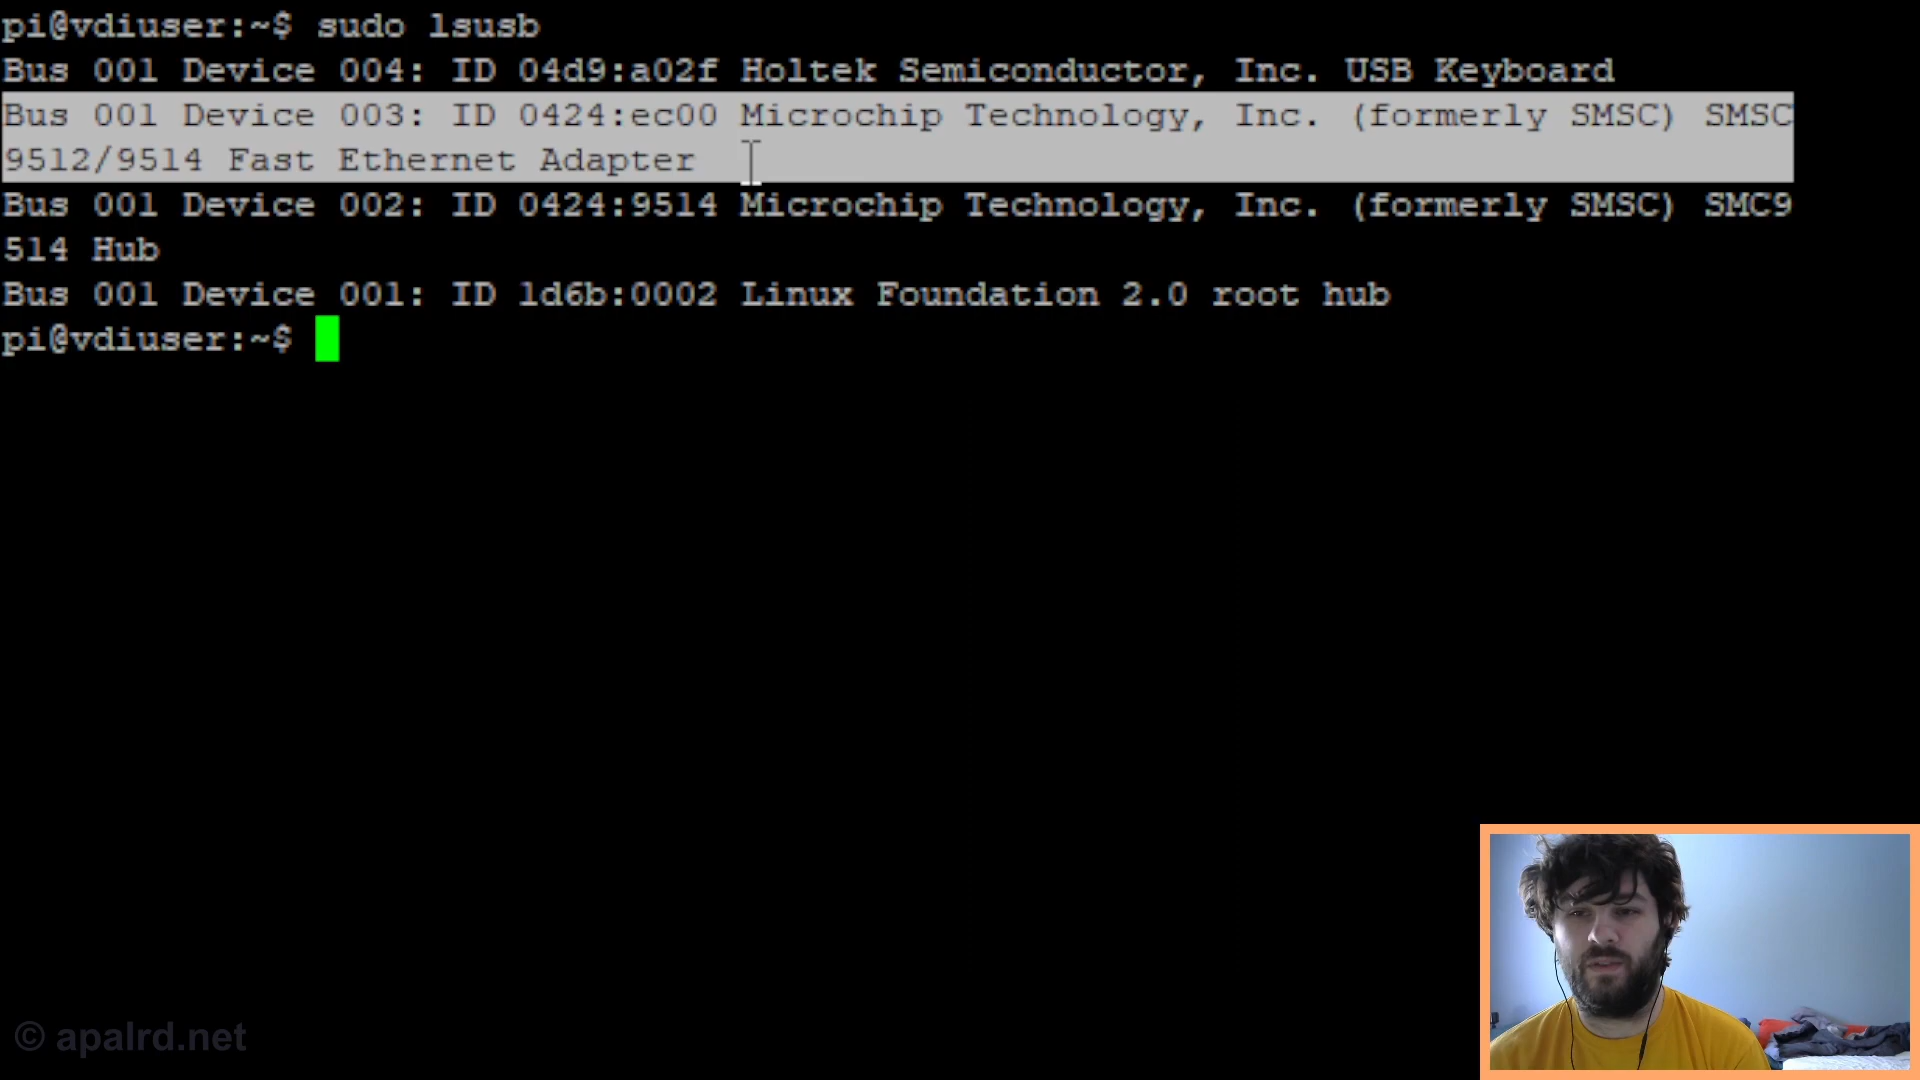 pi@vdiuser:~$ sudo lsusb
Bus 001 Device 004: ID 04d9:a02f Holtek Semiconductor, Inc. USB Keyboard
Bus 001 Device 003: ID 0424:ec00 Microchip Technology, Inc. (formerly SMSC) SMSC
9512/9514 Fast Ethernet Adapter
Bus 001 Device 002: ID 0424:9514 Microchip Technology, Inc. (formerly SMSC) SMC9
514 Hub
Bus 001 Device 001: ID 1d6b:0002 Linux Foundation 2.0 root hub
pi@vdiuser:~$
© apalrd.net